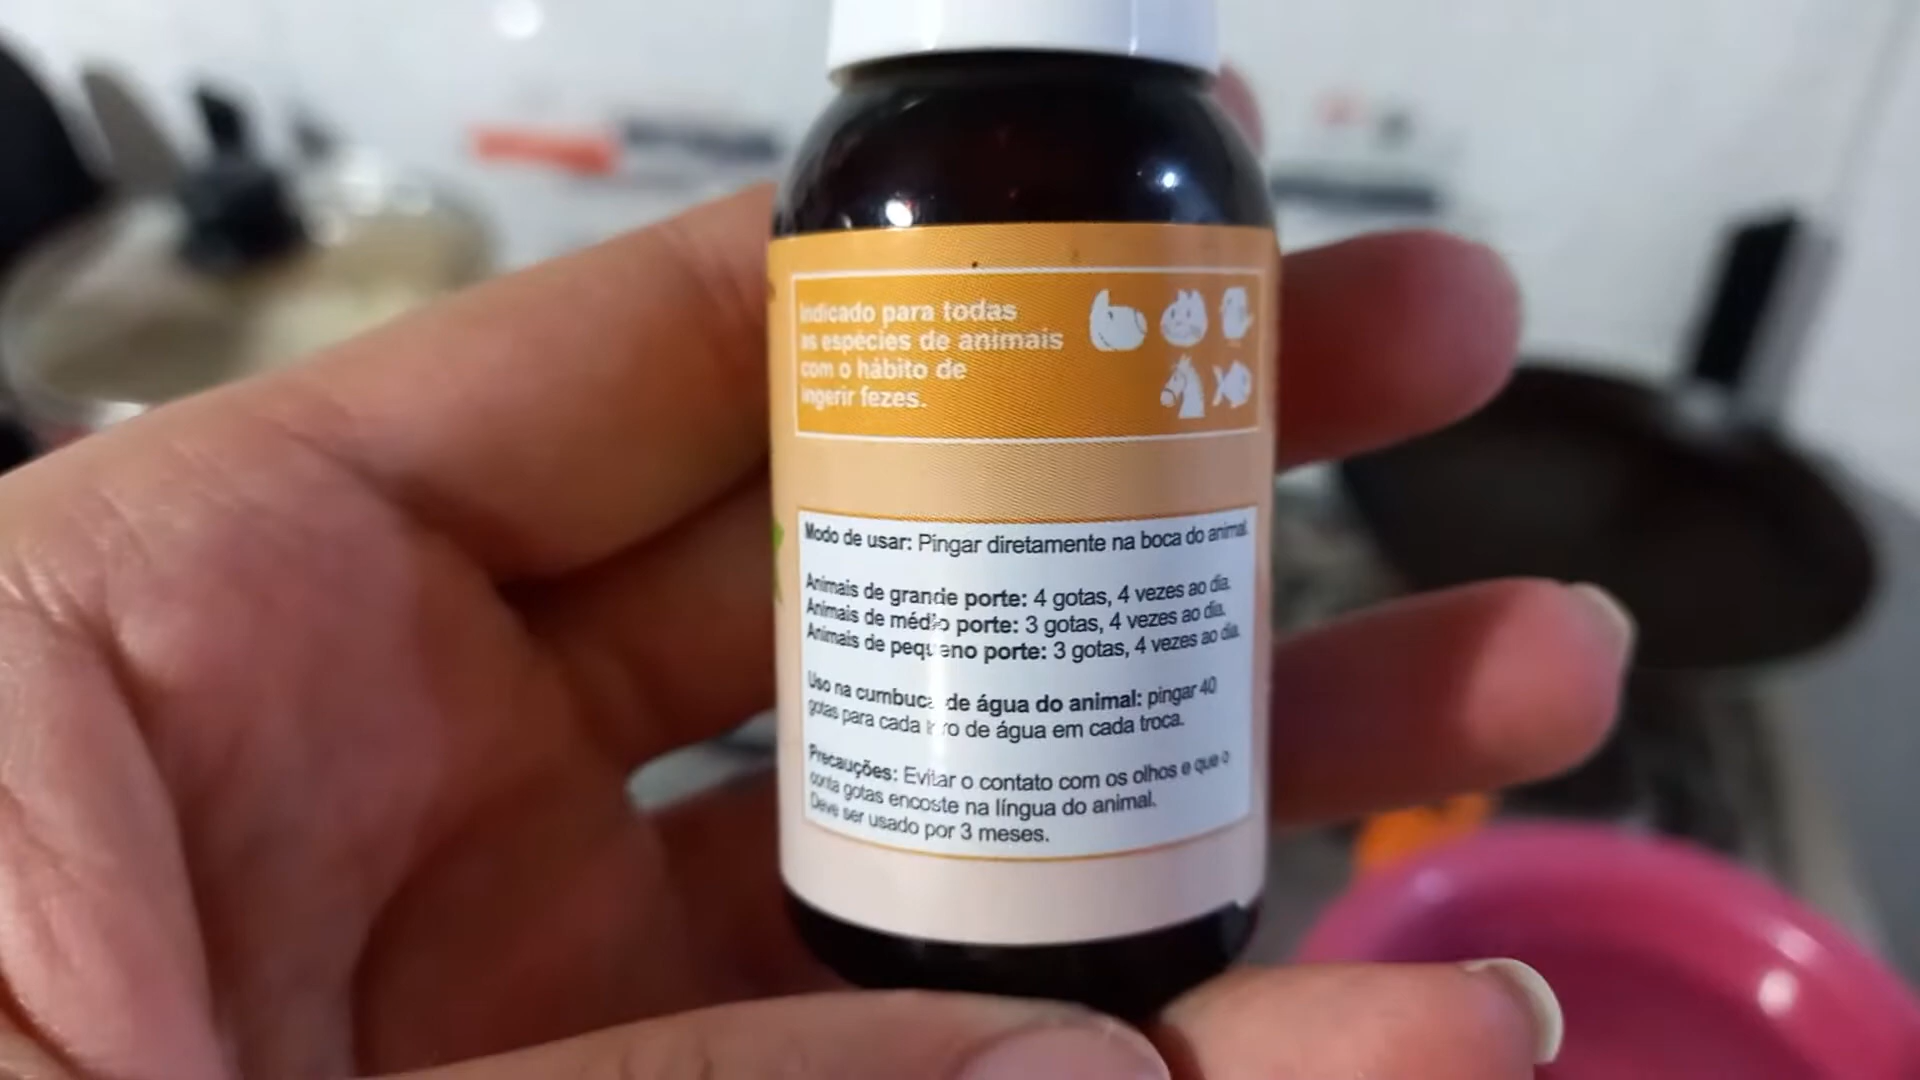 Indicado para todas
as espécies de animais
com o hábito de
ingerir fezes.
Modo de usar: Pingar diretamente na boca do animal.
Animais de grande porte: 4 gotas, 4 vezes ao dia.
Animais de médio porte: 3 gotas, 4 vezes ao dia.
Animais de pequeno porte: 3 gotas, 4 vezes ao dia.
Uso na cumbuca de água do animal: pingar 40
gotas para cada litro de água em cada troca.
Precauções: Evitar o contato com os olhos e que o
conta gotas encoste na língua do animal.
Deve ser usado por 3 meses.